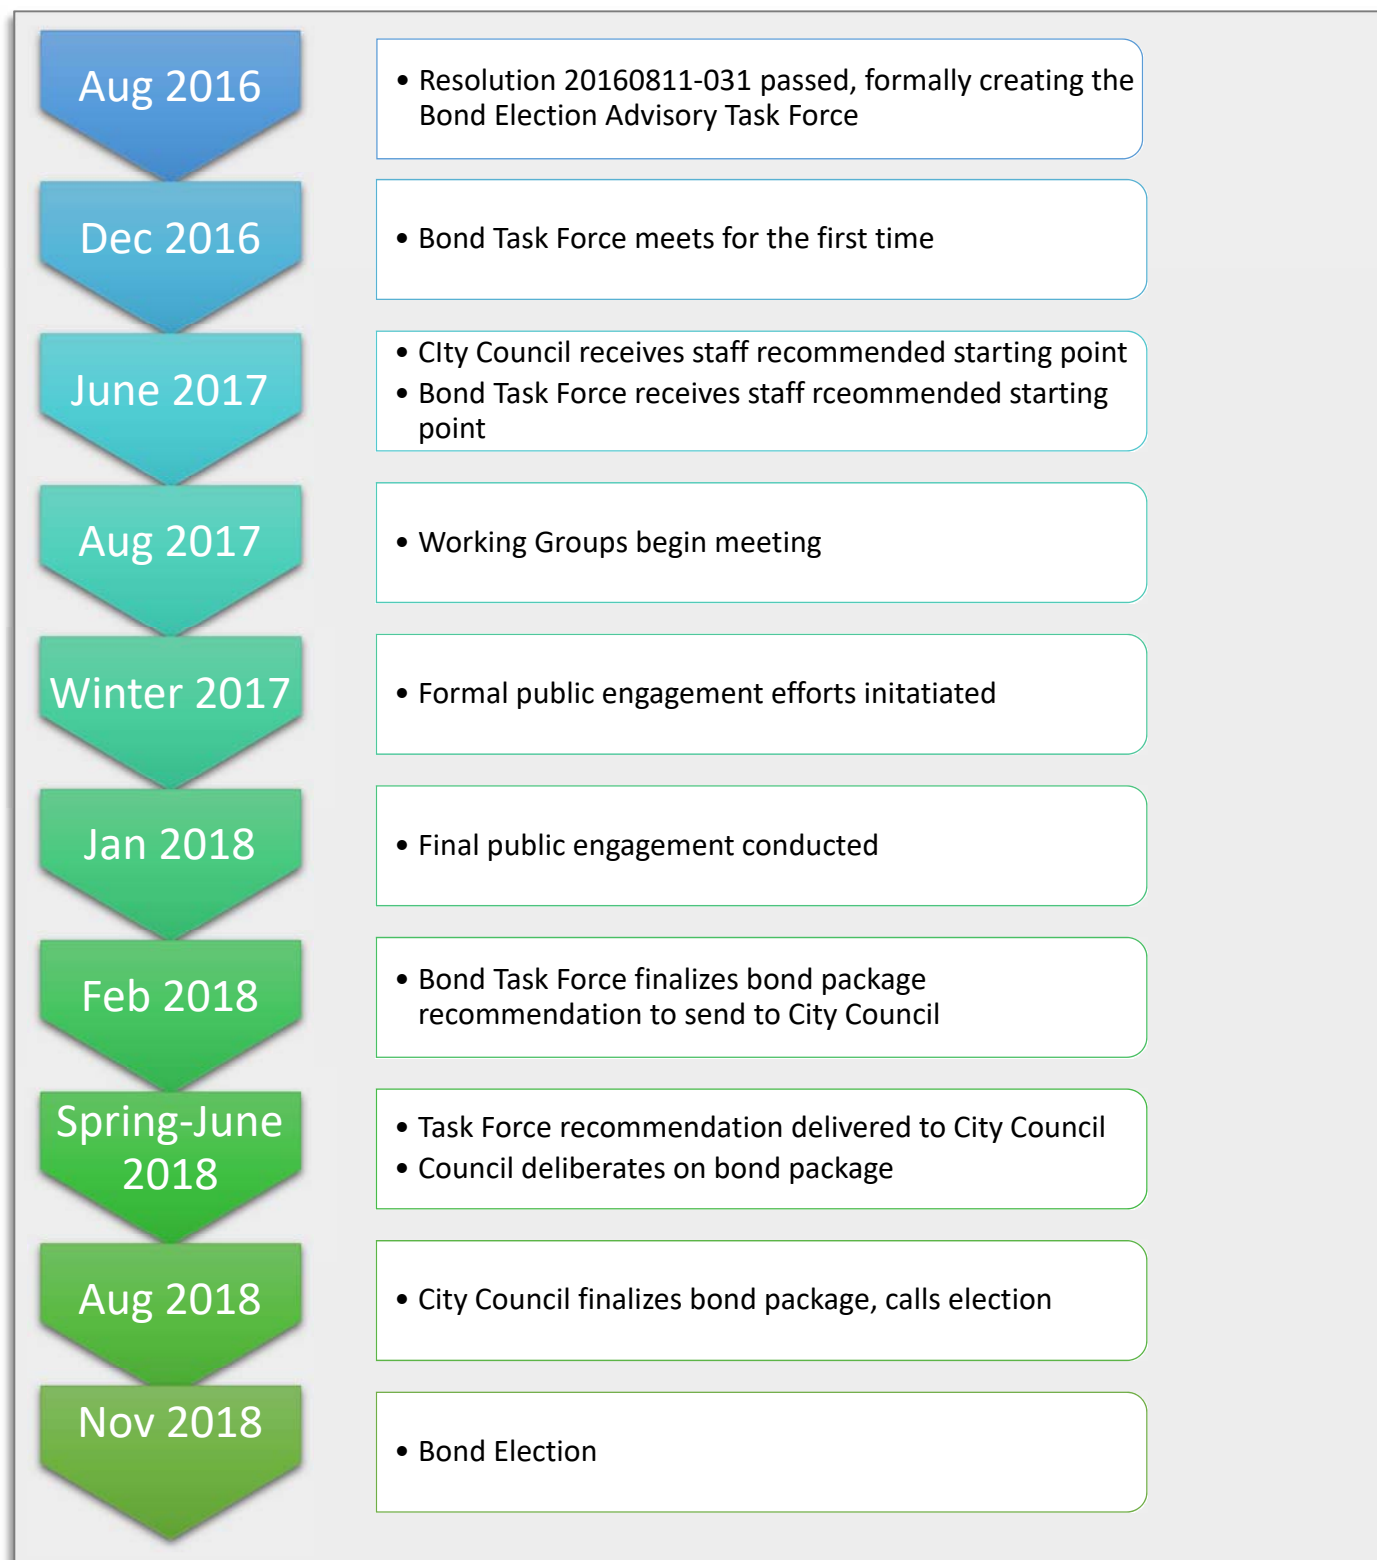 Aug 2016
• Resolution 20160811-031 passed, formally creating the
Bond Election Advisory Task Force
Dec 2016
• Bond Task Force meets for the first time
June 2017
• CIty Council receives staff recommended starting point
• Bond Task Force receives staff rceommended starting
point
Aug 2017
• Working Groups begin meeting
Winter 2017
• Formal public engagement efforts initatiated
Jan 2018
• Final public engagement conducted
Feb 2018
• Bond Task Force finalizes bond package
recommendation to send to City Council
Spring-June
2018
• Task Force recommendation delivered to City Council
• Council deliberates on bond package
Aug 2018
• City Council finalizes bond package, calls election
Nov 2018
• Bond Election